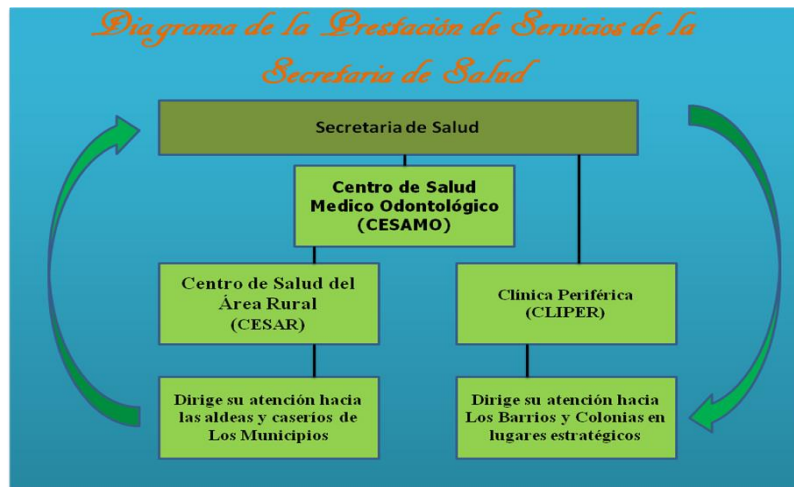 Diagrama de la Prestación de Servicios de la
Secretaria de Salud
Secretaria de Salud
Centro de Salud
Medico Odontológico
(CESAMO)
Centro de Salud del
Área Rural
(CESAR)
Clínica Periférica
(CLIPER)
Dirige su atención hacia
las aldeas y caseríos de
Los Municipios
Dirige su atención hacia
Los Barrios y Colonias en
lugares estratégicos